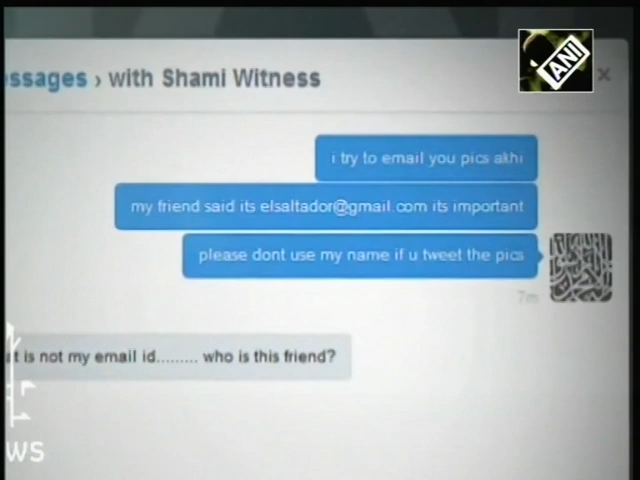 ssages › with Shami Witness
ANI
i try to email you pics akhi
my friend said its elsaltador@gmail.com its important
please dont use my name if u tweet the pics
7m
t is not my email id......... who is this friend?
ws